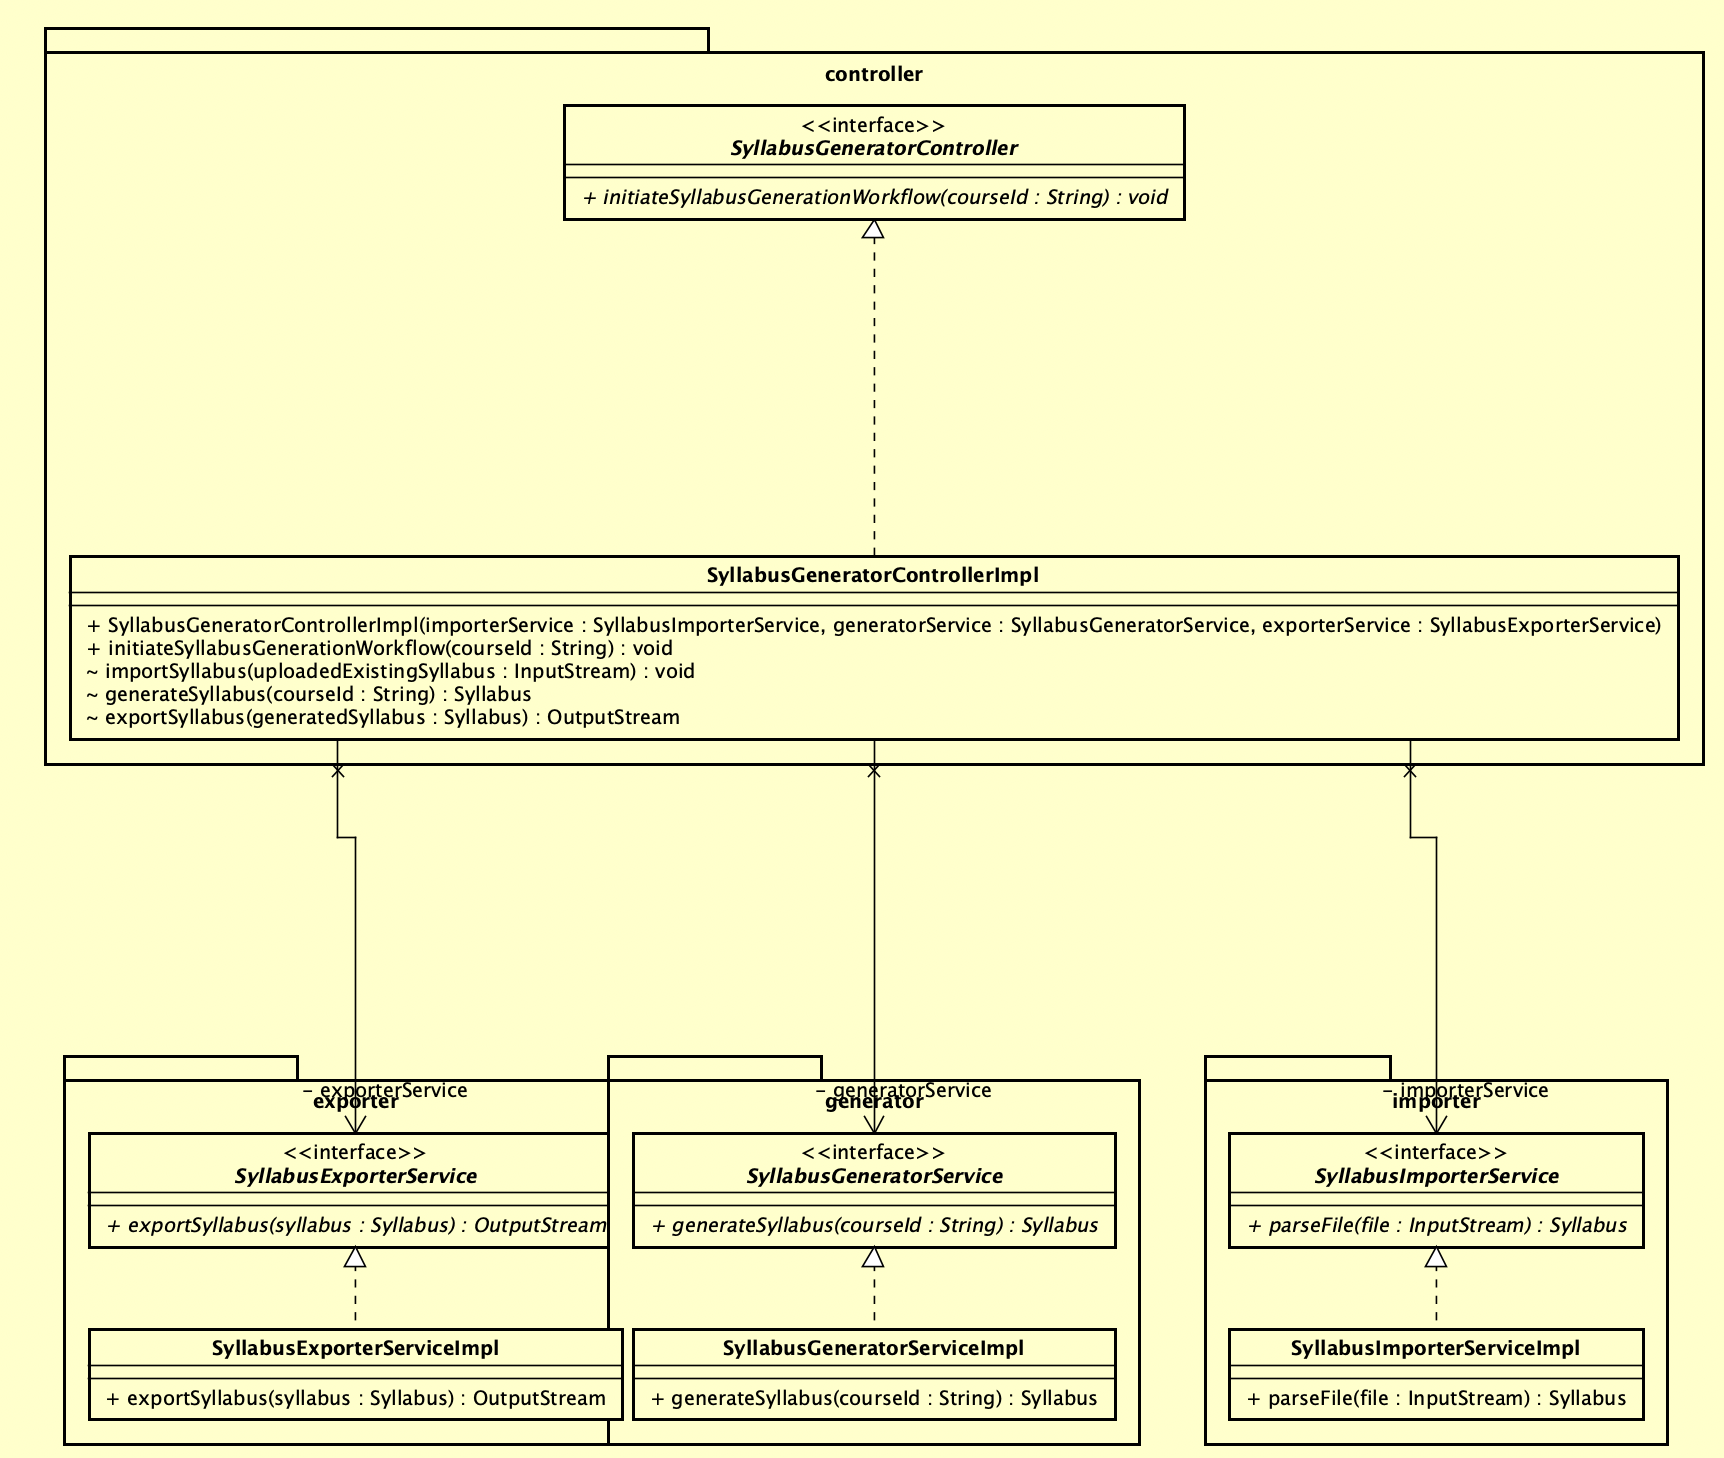 controller
<<interface>>
SyllabusGeneratorController
+ initiateSyllabusGenerationWorkflow(courseId : String) : void
SyllabusGeneratorControllerImpl
+ SyllabusGeneratorControllerImpl(importerService : SyllabusImporterService, generatorService : SyllabusGeneratorService, exporterService : SyllabusExporterService)
+ initiateSyllabusGenerationWorkflow(courseId : String) : void
~ importSyllabus(uploadedExistingSyllabus : InputStream) : void
~ generateSyllabus(courseId : String) : Syllabus
~ exportSyllabus(generatedSyllabus : Syllabus) : OutputStream
- exporterService
exporter
<<interface>>
SyllabusExporterService
+ exportSyllabus(syllabus : Syllabus) : OutputStream
SyllabusExporterServiceImpl
+ exportSyllabus(syllabus : Syllabus) : OutputStream
- generatorService
generator
<<interface>>
SyllabusGeneratorService
+ generateSyllabus(courseId : String) : Syllabus
SyllabusGeneratorServiceImpl
+ generateSyllabus(courseId : String) : Syllabus
- importerService
importer
<<interface>>
SyllabusImporterService
+ parseFile(file : InputStream) : Syllabus
SyllabusImporterServiceImpl
+ parseFile(file : InputStream) : Syllabus